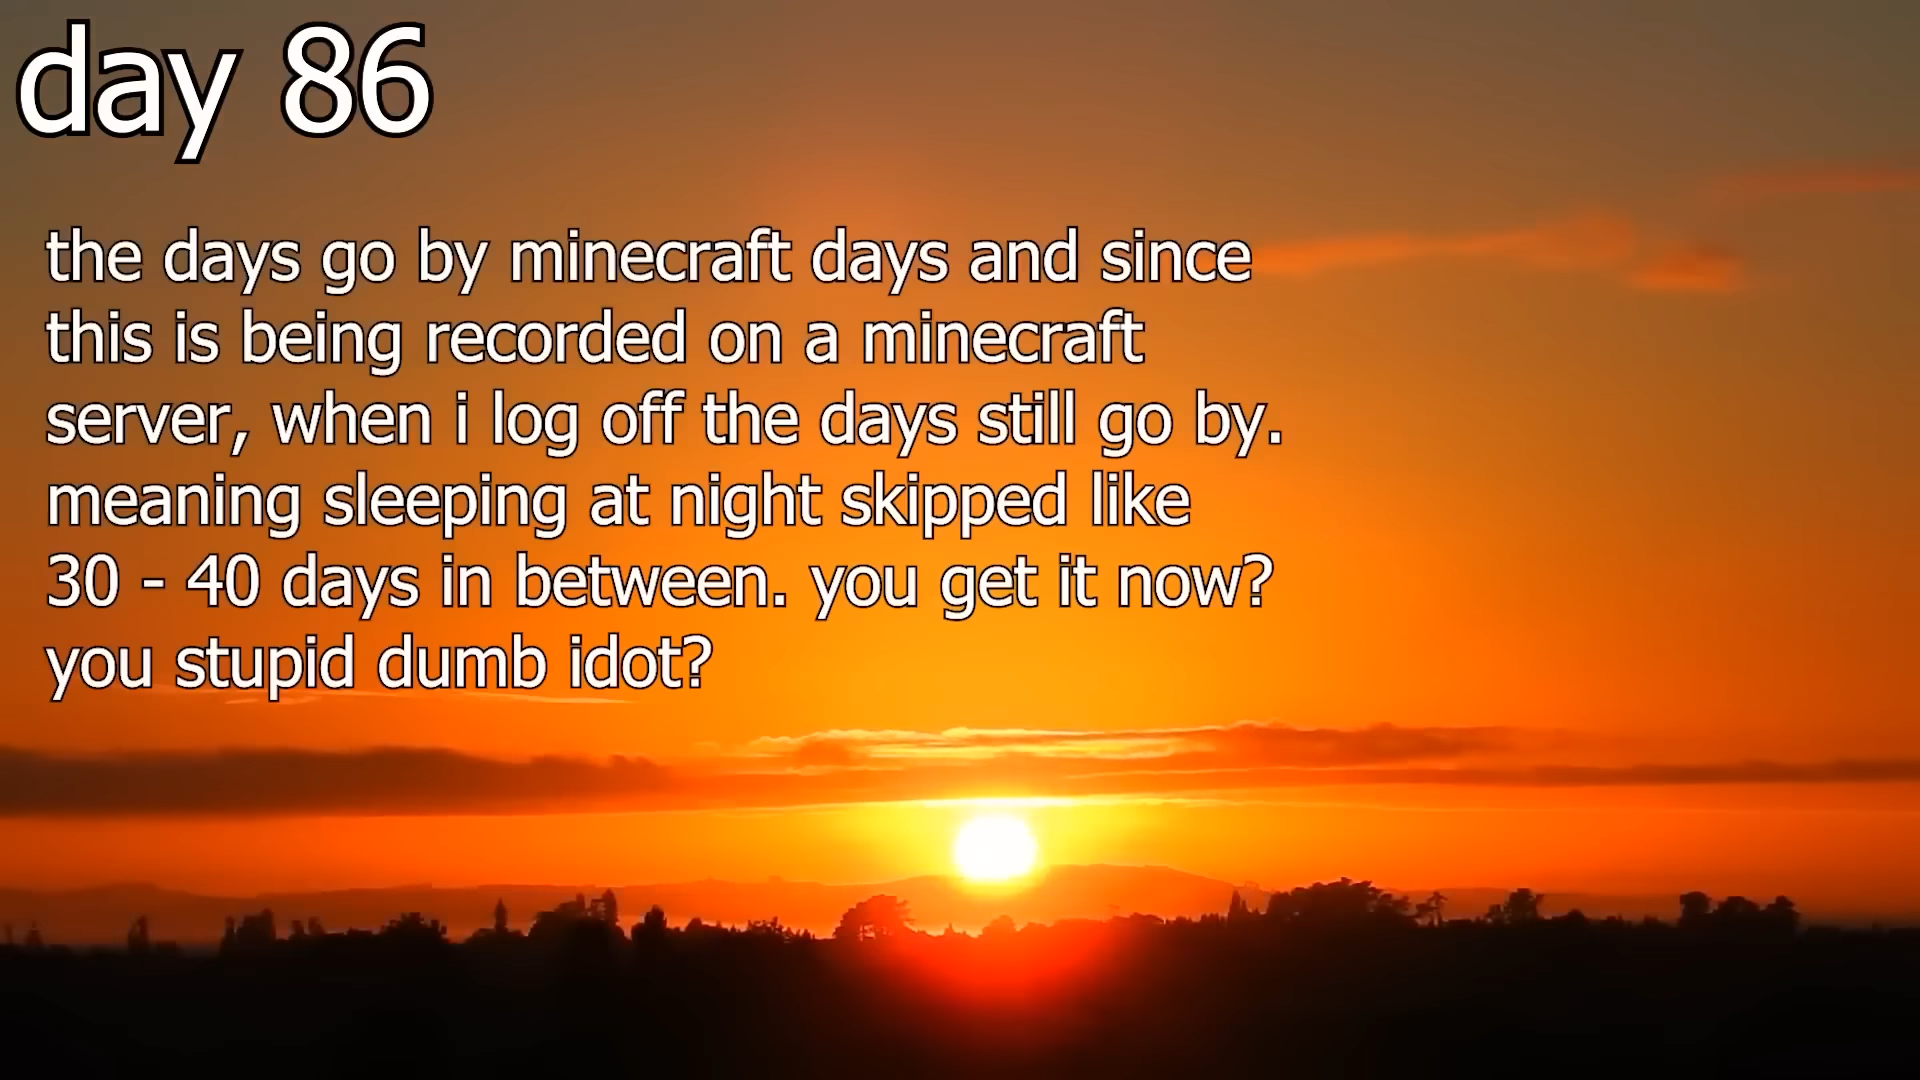 day 86
the days go by minecraft days and since
this is being recorded on a minecraft
server, when i log off the days still go by.
meaning sleeping at night skipped like
30 - 40 days in between. you get it now?
you stupid dumb idot?